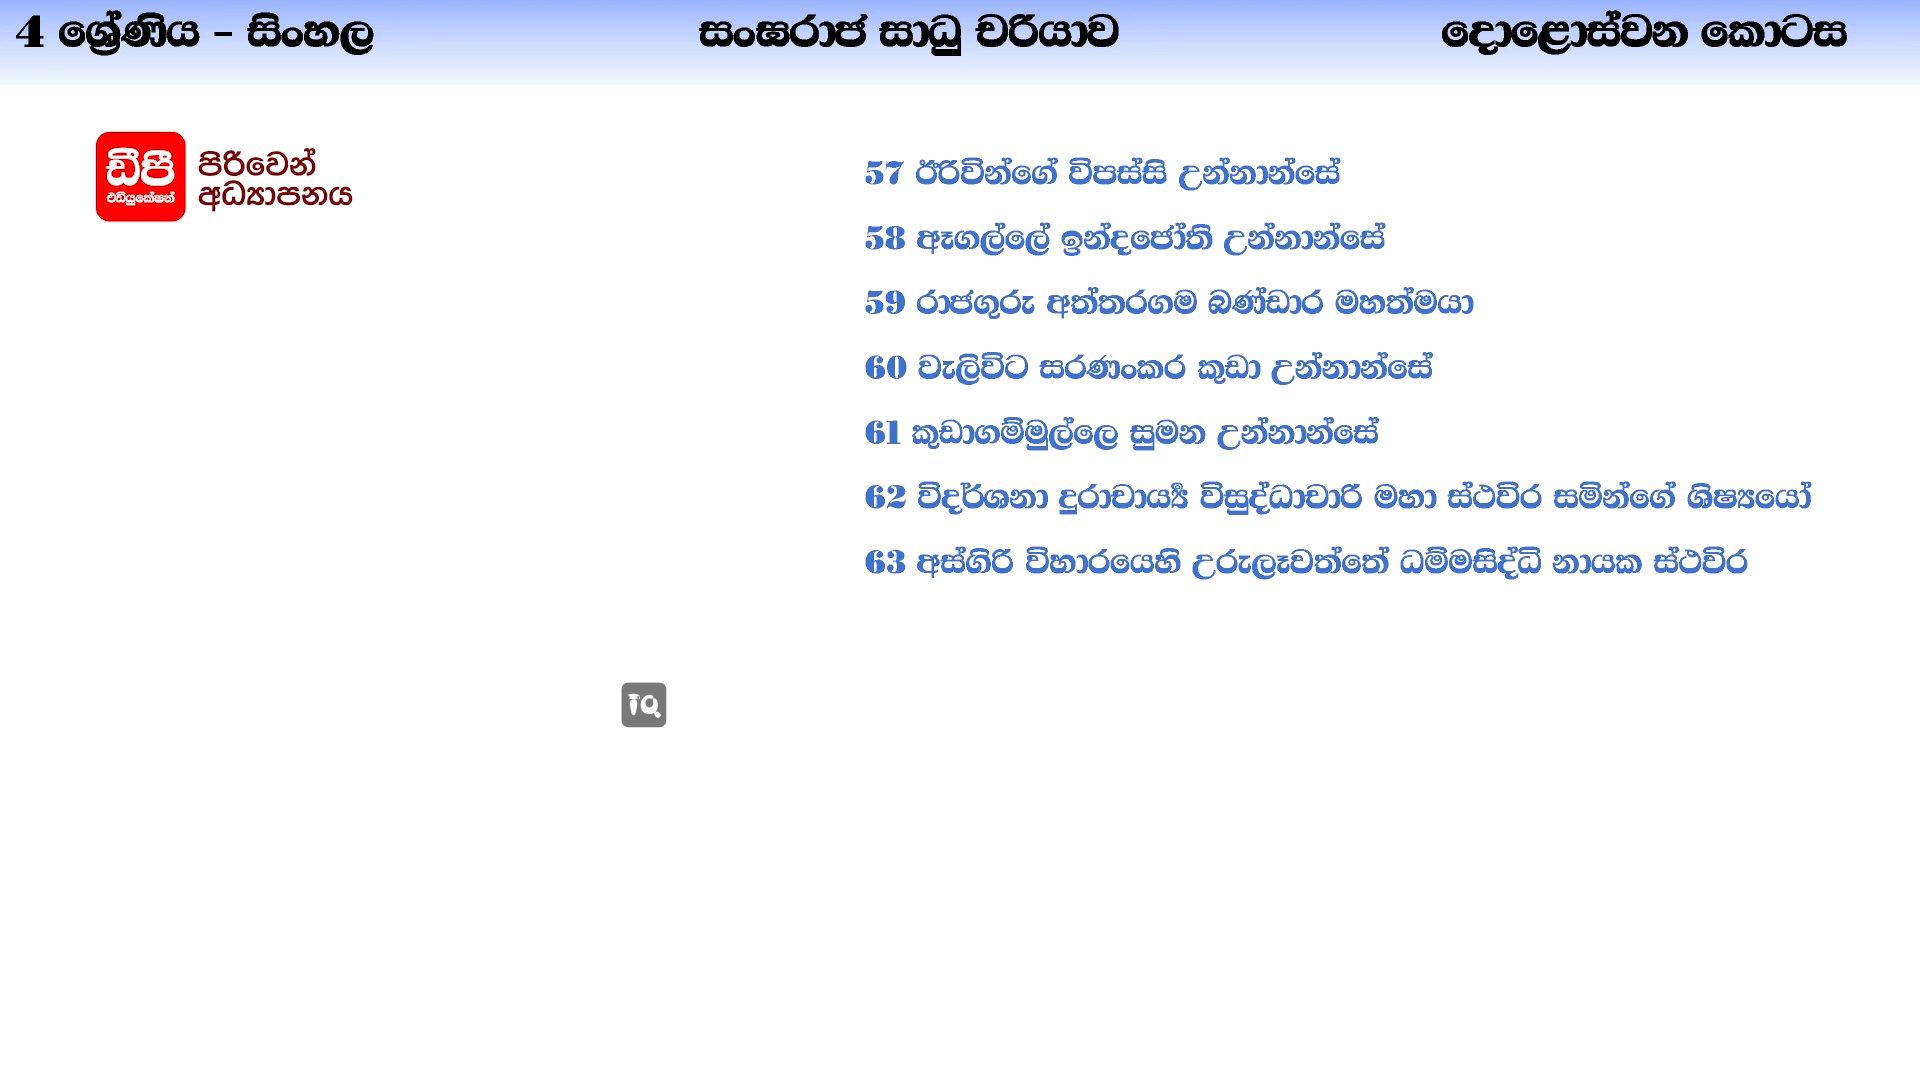 4 ශ්‍රේණිය - සිංහල
සංඝරාජ සාධු චරියාව
දොළොස්වන කොටස
ඩීපී
එඩියුකේෂන්
පිරිවෙන්
අධ්‍යාපනය
57 ඊරිවින්ගේ විපස්සි උන්නාන්සේ
58 ඈගල්ලේ ඉන්දජෝති උන්නාන්සේ
59 රාජගුරු අත්තරගම බණ්ඩාර මහත්මයා
60 වැලිවිට සරණංකර කුඩා උන්නාන්සේ
61 කුඩාගම්මුල්ලෙ සුමන උන්නාන්සේ
62 විදර්ශනා දුරාචාර්‍ය්‍ය විසුද්ධාචාරි මහා ස්ථවිර සමින්ගේ ශිෂ්‍යයෝ
63 අස්ගිරි විහාරයෙහි උරුලෑවත්තේ ධම්මසිද්ධි නායක ස්ථවිර
iQ